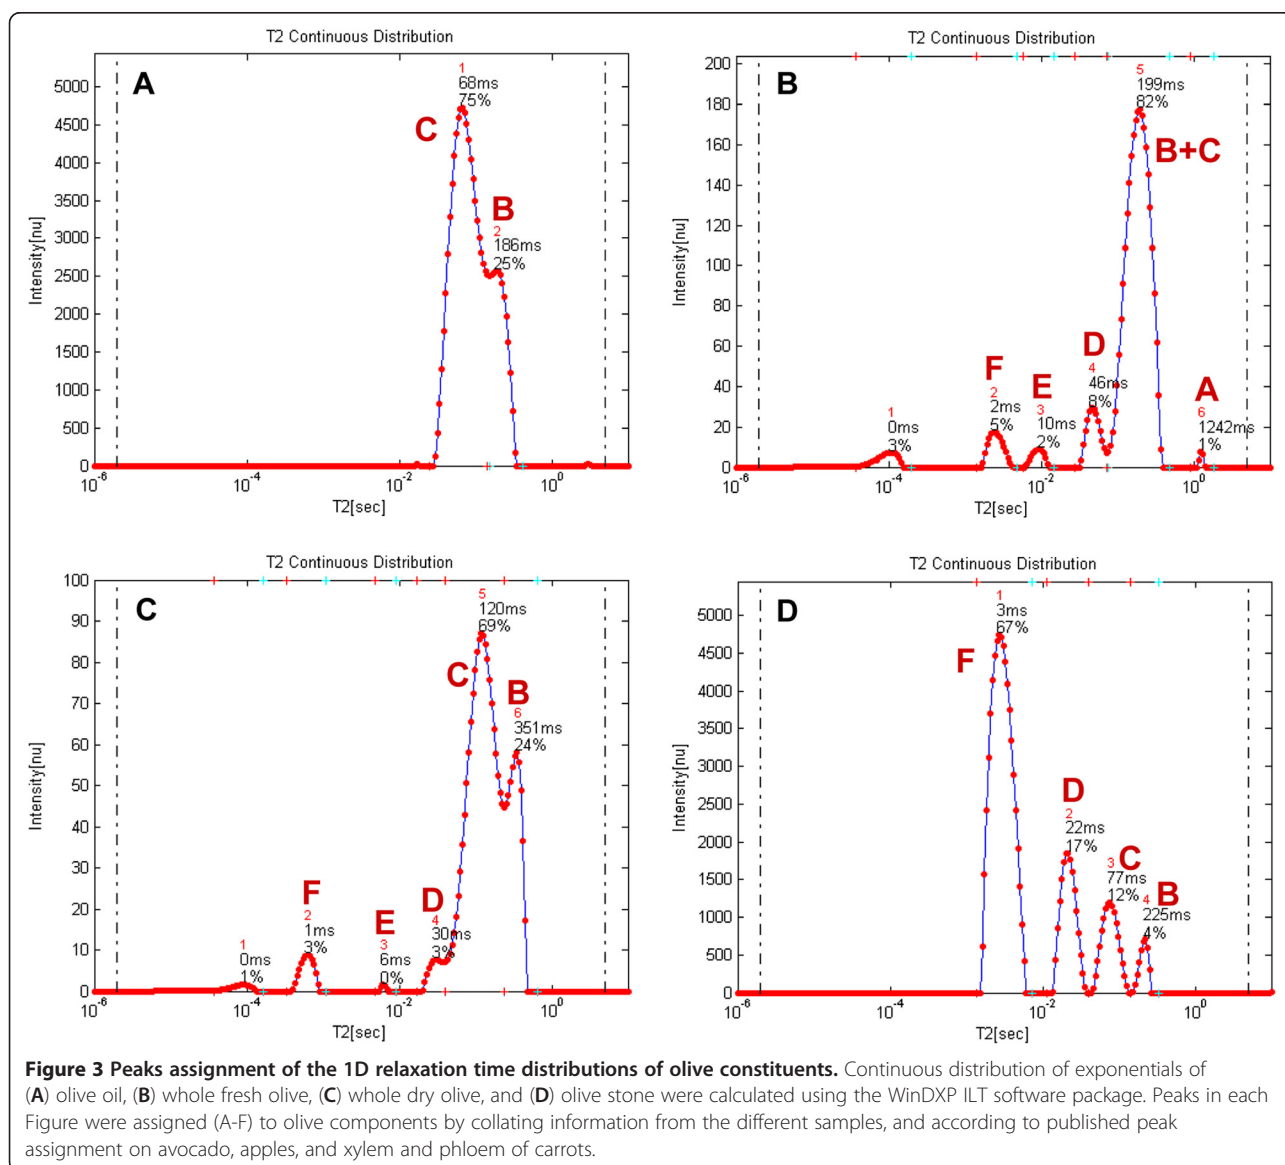 T2 Continuous Distribution
A
1
68ms
75%
C
B
2
186ms
25%
5000
4500
4000
3500
3000
2500
2000
1500
1000
500
0
Intensity[nu]
10-6
10-4
10-2
100
T2[sec]
T2 Continuous Distribution
B
5
199ms
82%
B+C
F
2
2ms
5%
E
3
10ms
2%
D
4
46ms
8%
A
6
1242ms
1%
1
0ms
3%
200
180
160
140
120
100
80
60
40
20
0
Intensity[nu]
10-6
10-4
10-2
100
T2[sec]
T2 Continuous Distribution
C
5
120ms
69%
C
B
6
351ms
24%
F
2
1ms
3%
E
3
6ms
0%
D
4
30ms
3%
1
0ms
1%
100
90
80
70
60
50
40
30
20
10
0
Intensity[nu]
10-6
10-4
10-2
100
T2[sec]
T2 Continuous Distribution
D
1
3ms
67%
F
D
2
22ms
17%
3
C
77ms
12%
B
4
225ms
4%
5000
4500
4000
3500
3000
2500
2000
1500
1000
500
0
Intensity[nu]
10-6
10-4
10-2
100
T2[sec]
Figure 3 Peaks assignment of the 1D relaxation time distributions of olive constituents. Continuous distribution of exponentials of
(A) olive oil, (B) whole fresh olive, (C) whole dry olive, and (D) olive stone were calculated using the WinDXP ILT software package. Peaks in each
Figure were assigned (A-F) to olive components by collating information from the different samples, and according to published peak
assignment on avocado, apples, and xylem and phloem of carrots.